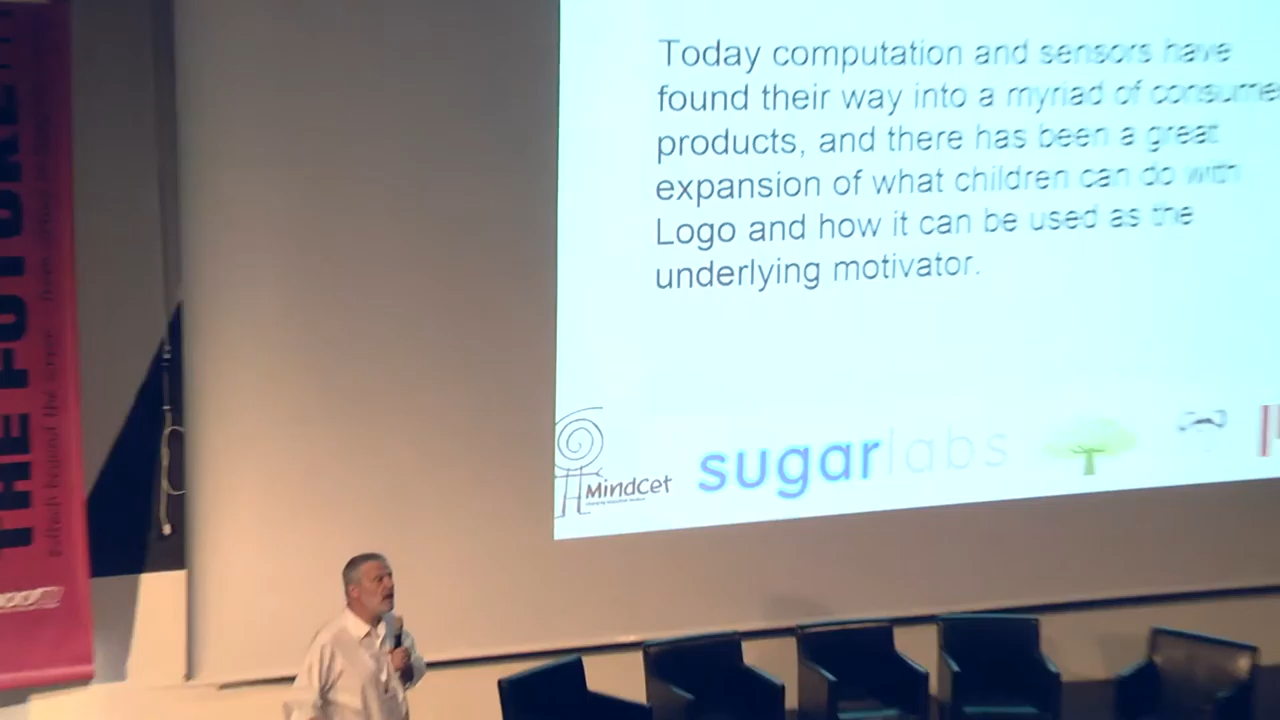 THE FUTURE
Today computation and sensors have
found their way into a myriad of consume
products, and there has been a great
expansion of what children can do with
Logo and how it can be used as the
underlying motivator.
MindCet
sugarlabs